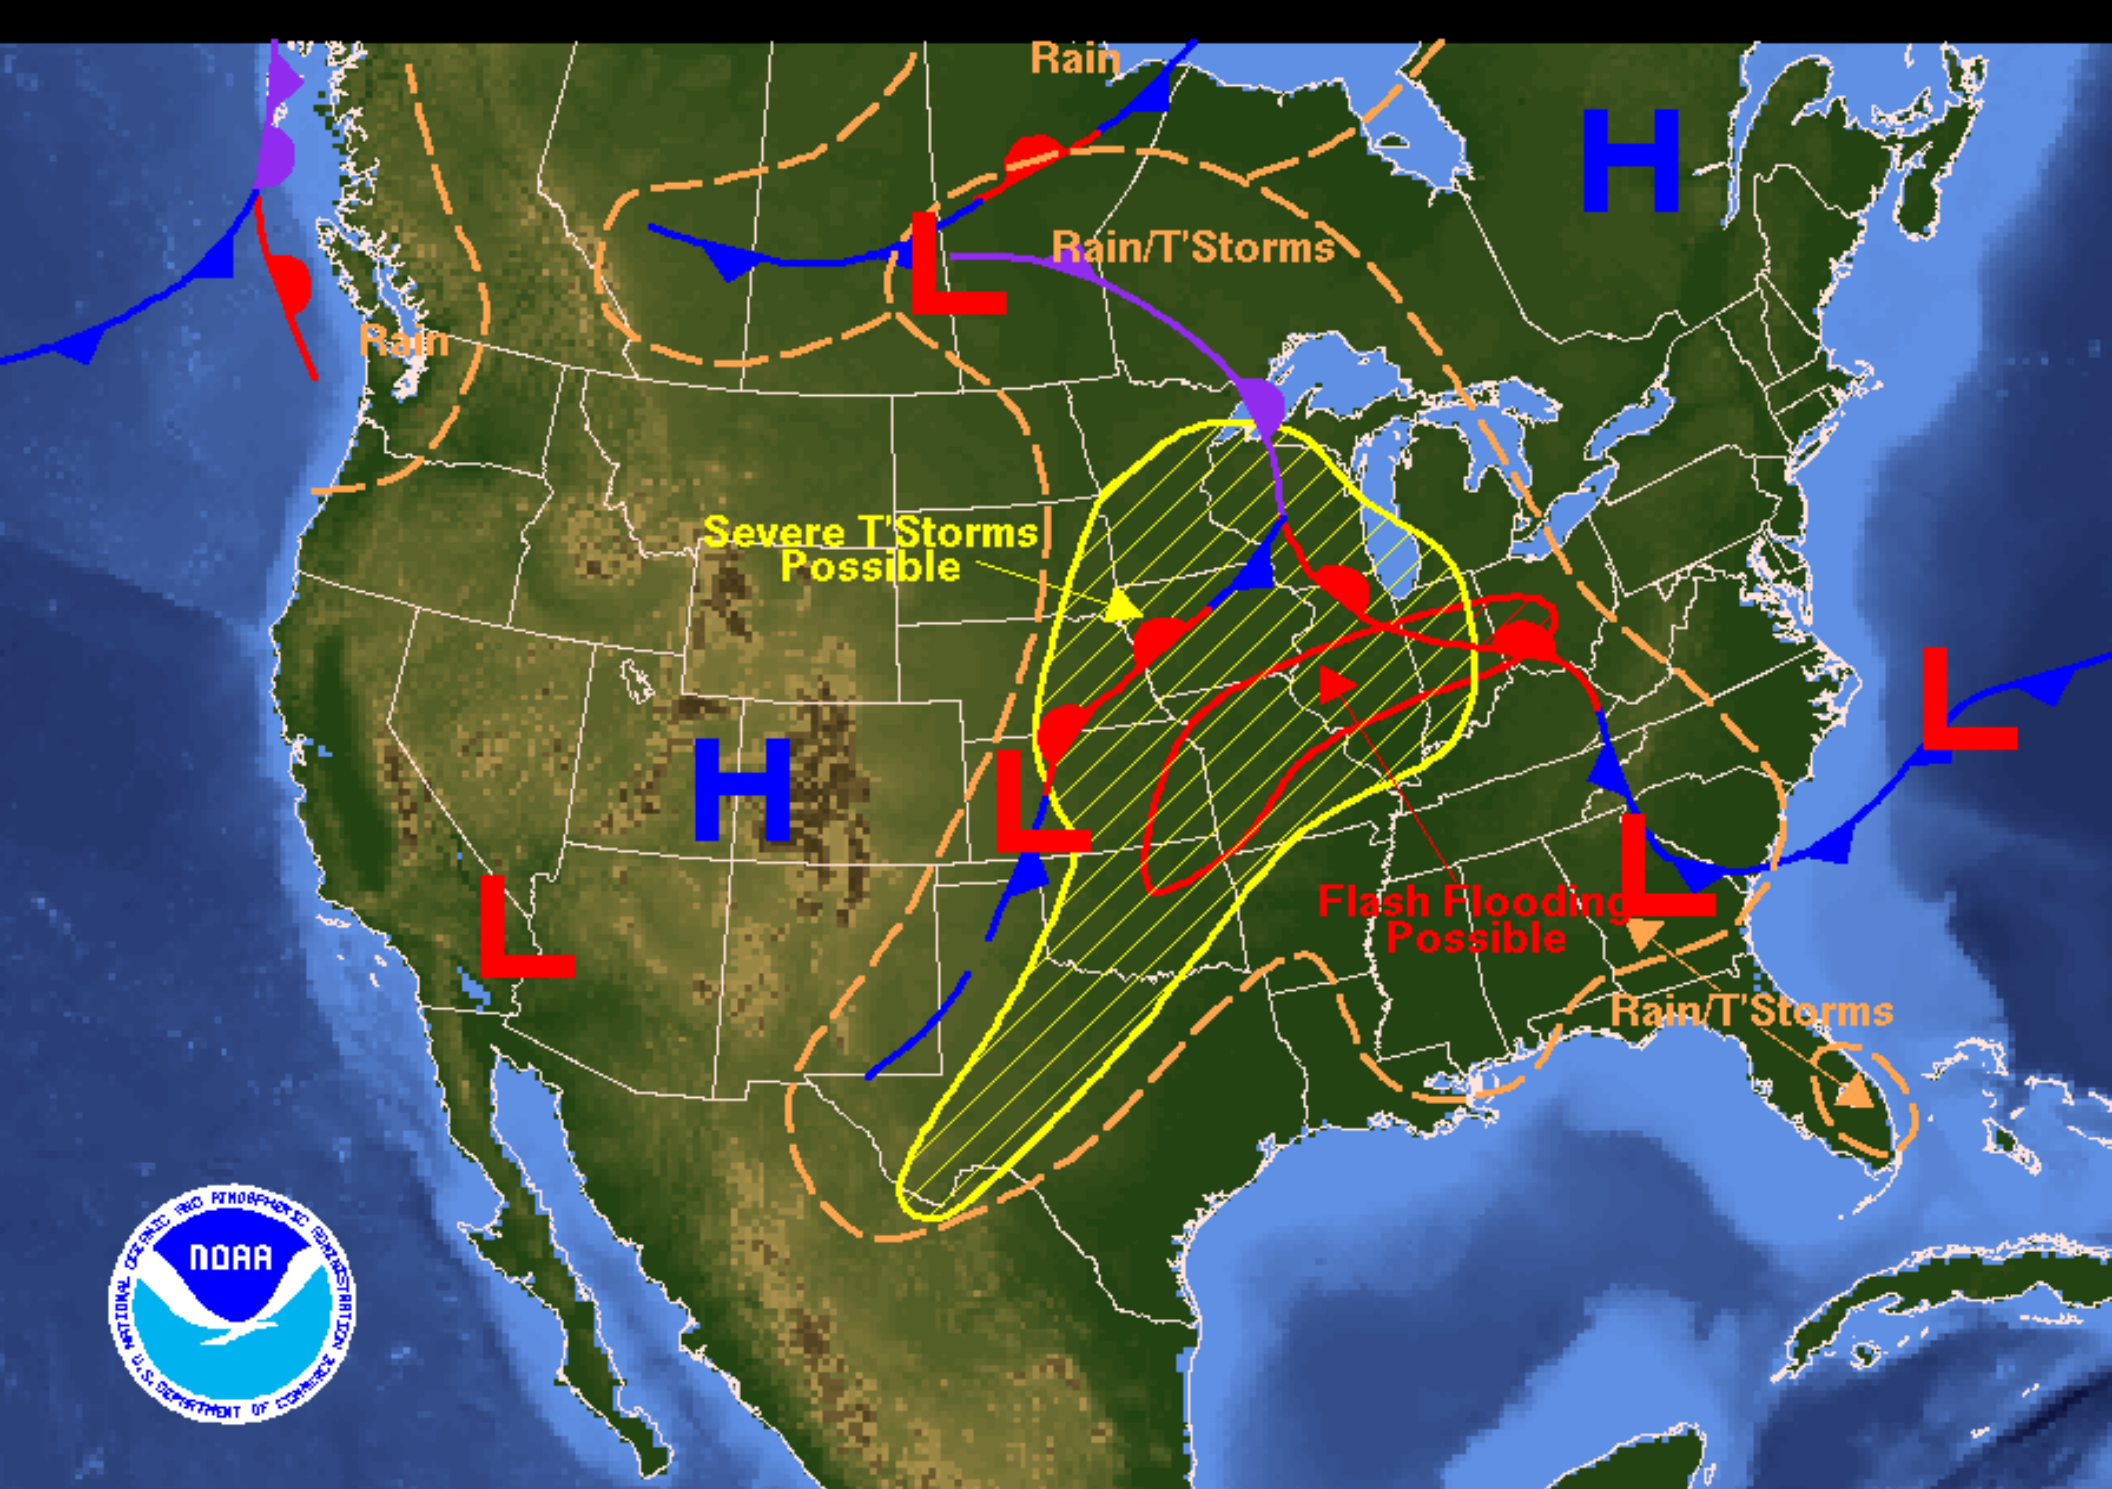 Rain
H
Rain/T'Storms
L
Rain
Severe T'Storms
Possible
L
H
L
L
L
Flash Flooding
Possible
Rain/T'Storms
NATIONAL OCEANIC AND ATMOSPHERIC ADMINISTRATION
NOAA
U.S. DEPARTMENT OF COMMERCE